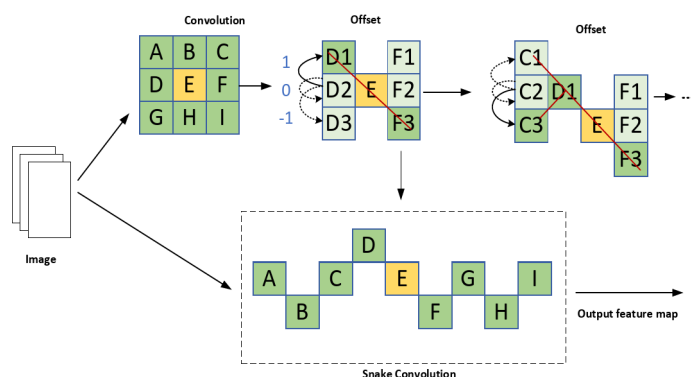 Convolution
Offset
Offset
A B C
D E F
G H I
1
0
-1
D1 F1
D2 E F2
D3 F3
C1
C2 D1 F1
C3 E F2
F3
--
Image
D
A C E G I
B F H
Output feature map
Snake Convolution